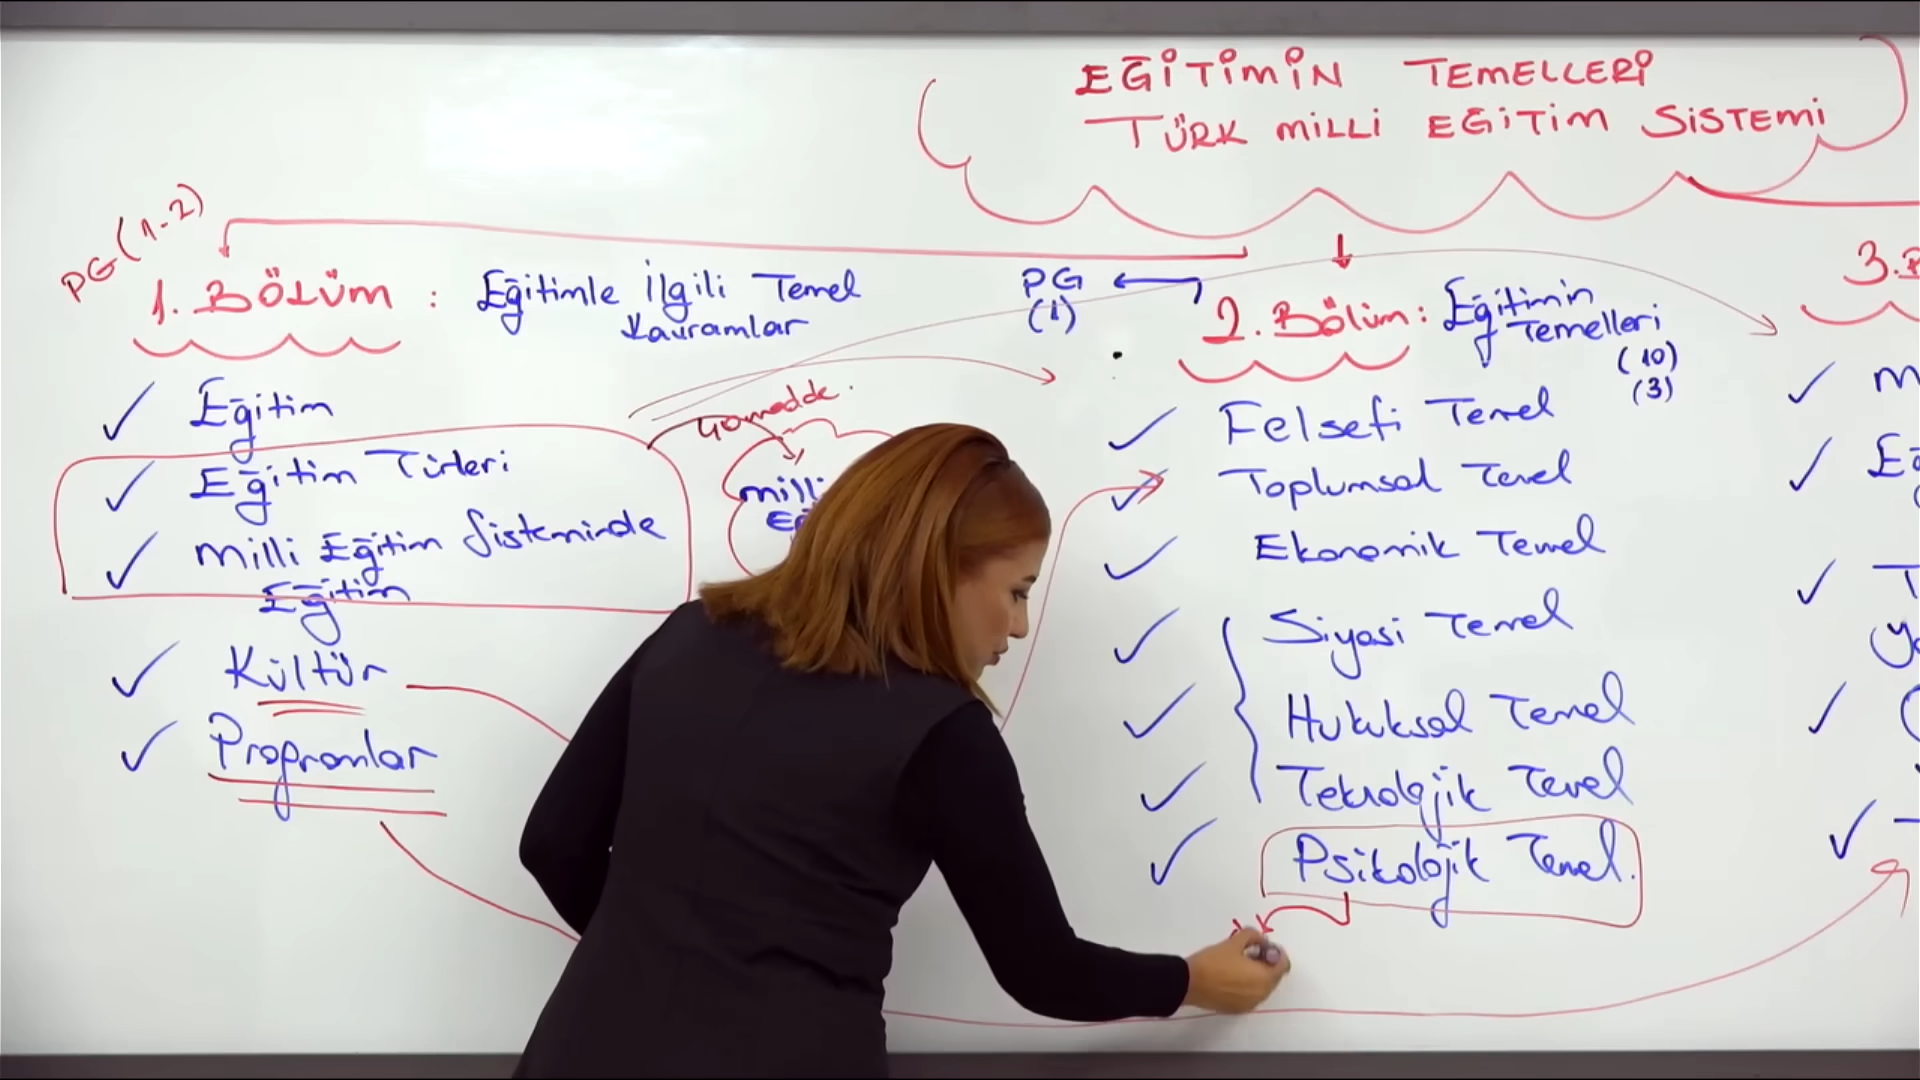 EĞİTİMİN TEMELLERİ
TÜRK MİLLİ EĞİTİM SİSTEMİ
PG (1-2)
1. BÖLÜM : Eğitimle İlgili Temel
Kavramlar
✓ Eğitim
✓ Eğitim Türleri
✓ Milli Eğitim Sisteminde
Eğitim
✓ Kültür
✓ Programlar
milli
PG
(1)
2. Bölüm: Eğitimin
Temelleri
(10)
(3)
✓ Felsefi Temel
✓ Toplumsal Temel
✓ Ekonomik Temel
✓ Siyasi Temel
✓ Hukuksal Temel
✓ Teknolojik Temel
✓ Psikolojik Temel.
3.